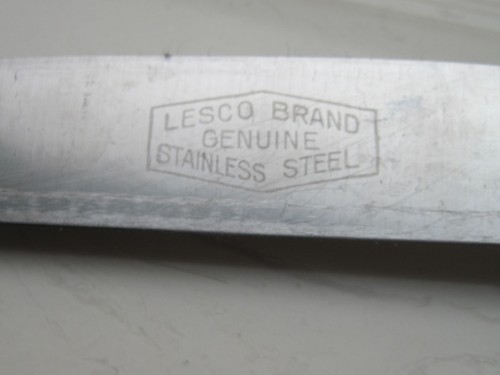 LESCO BRAND
GENUINE
STAINLESS STEEL